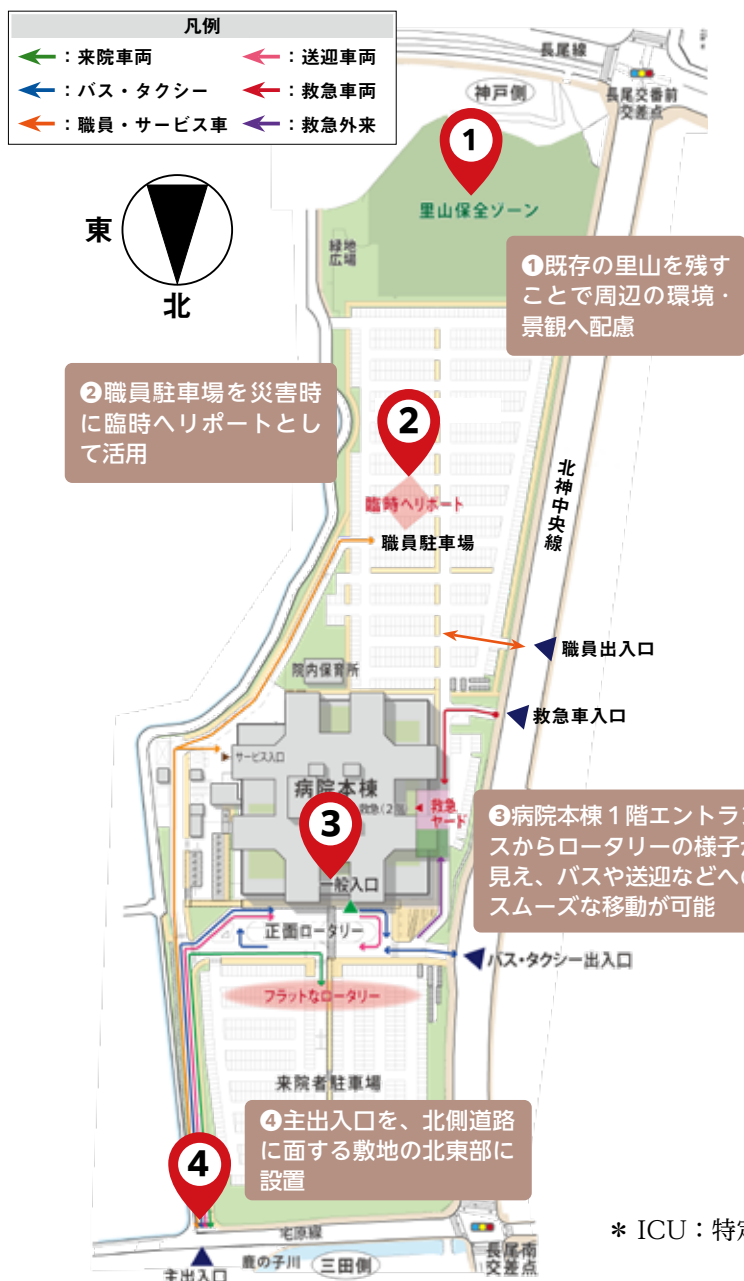 凡例
：来院車両
：送迎車両
：バス・タクシー
：救急車両
：職員・サービス車
：救急外来
長尾線
神戸側
長尾交番前
交差点
1
里山保全ゾーン
東
北
緑地
広場
❶既存の里山を残す
ことで周辺の環境・
景観へ配慮
❷職員駐車場を災害時
に臨時ヘリポートとし
て活用
2
臨時ヘリポート
北神中央線
職員駐車場
職員出入口
院内保育所
救急車入口
サービス入口
病院本棟
救急(2
救急
ヤード
3
❸病院本棟１階エントラン
スからロータリーの様子が
見え、バスや送迎などへの
スムーズな移動が可能
一般入口
正面ロータリー
バス・タクシー出入口
フラットなロータリー
来院者駐車場
❹主出入口を、北側道路
に面する敷地の北東部に
設置
4
宅原線
＊ ICU：特定
鹿の子川
三田側
長尾南
交差点
主出入口